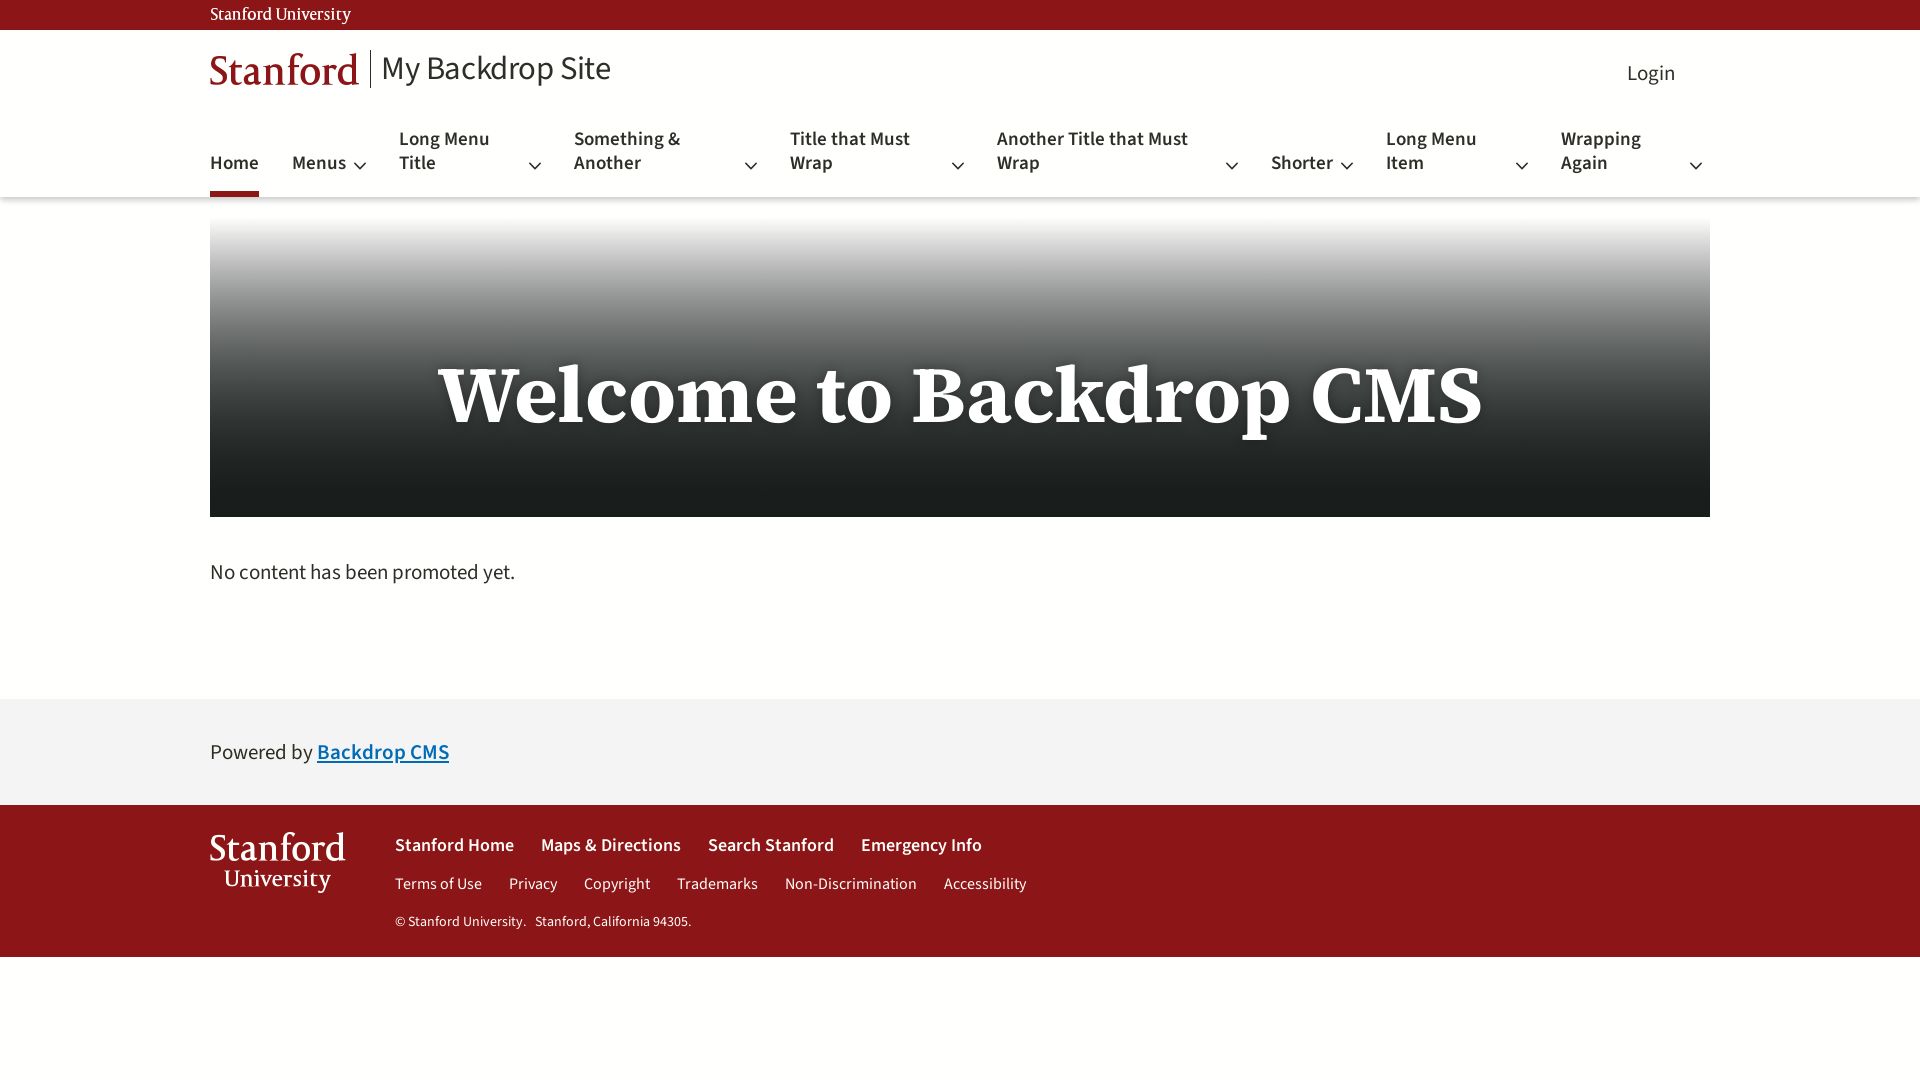 Stanford University
Stanford
My Backdrop Site
Login
Home
Menus
Long Menu
Title
Something &
Another
Title that Must
Wrap
Another Title that Must
Wrap
Shorter
Long Menu
Item
Wrapping
Again
Welcome to Backdrop CMS
No content has been promoted yet.
Powered by Backdrop CMS
Stanford
University
Stanford Home
Maps & Directions
Search Stanford
Emergency Info
Terms of Use
Privacy
Copyright
Trademarks
Non-Discrimination
Accessibility
© Stanford University. Stanford, California 94305.